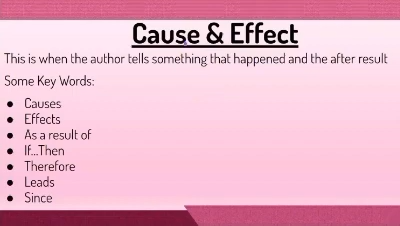 Cause & Effect
This is when the author tells something that happened and the after result
Some Key Words:
● Causes
● Effects
● As a result of
● If...Then
● Therefore
● Leads
● Since